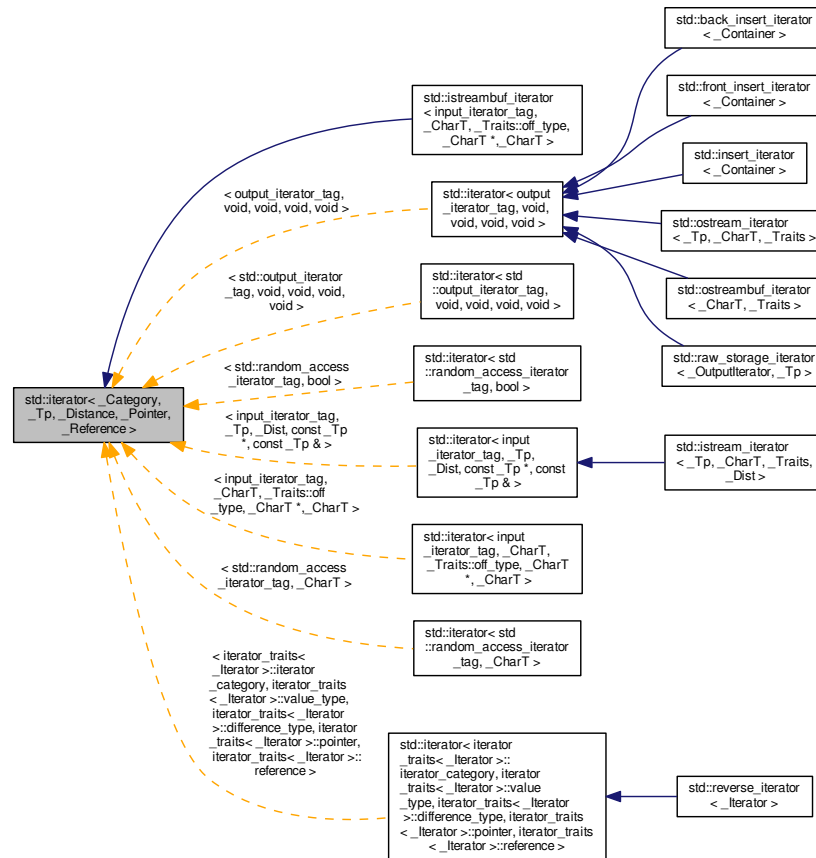 std::back_insert_iterator
< _Container >
std::front_insert_iterator
< _Container >
std::istreambuf_iterator
< input_iterator_tag,
_CharT, _Traits::off_type,
_CharT *,_CharT >
std::insert_iterator
< _Container >
< output_iterator_tag,
void, void, void, void >
std::iterator< output
_iterator_tag, void,
void, void, void >
std::ostream_iterator
< _Tp, _CharT, _Traits >
< std::output_iterator
_tag, void, void, void,
void >
std::iterator< std
::output_iterator_tag,
void, void, void, void >
std::ostreambuf_iterator
< _CharT, _Traits >
< std::random_access
_iterator_tag, bool >
std::iterator< std
::random_access_iterator
_tag, bool >
std::raw_storage_iterator
< _OutputIterator, _Tp >
std::iterator< _Category,
_Tp, _Distance, _Pointer,
_Reference >
< input_iterator_tag,
_Tp, _Dist, const _Tp
*, const _Tp & >
std::iterator< input
_iterator_tag, _Tp,
_Dist, const _Tp *, const
_Tp & >
std::istream_iterator
< _Tp, _CharT, _Traits,
_Dist >
< input_iterator_tag,
_CharT, _Traits::off
_type, _CharT *,_CharT >
std::iterator< input
_iterator_tag, _CharT,
_Traits::off_type, _CharT
*, _CharT >
< std::random_access
_iterator_tag, _CharT >
std::iterator< std
::random_access_iterator
_tag, _CharT >
< iterator_traits<
_Iterator >::iterator
_category, iterator_traits
< _Iterator >::value_type,
iterator_traits< _Iterator
>::difference_type, iterator
_traits< _Iterator >::pointer,
iterator_traits< _Iterator >::
reference >
std::iterator< iterator
_traits< _Iterator >::
iterator_category, iterator
_traits< _Iterator >::value
_type, iterator_traits< _Iterator
>::difference_type, iterator_traits
< _Iterator >::pointer, iterator_traits
< _Iterator >::reference >
std::reverse_iterator
< _Iterator >